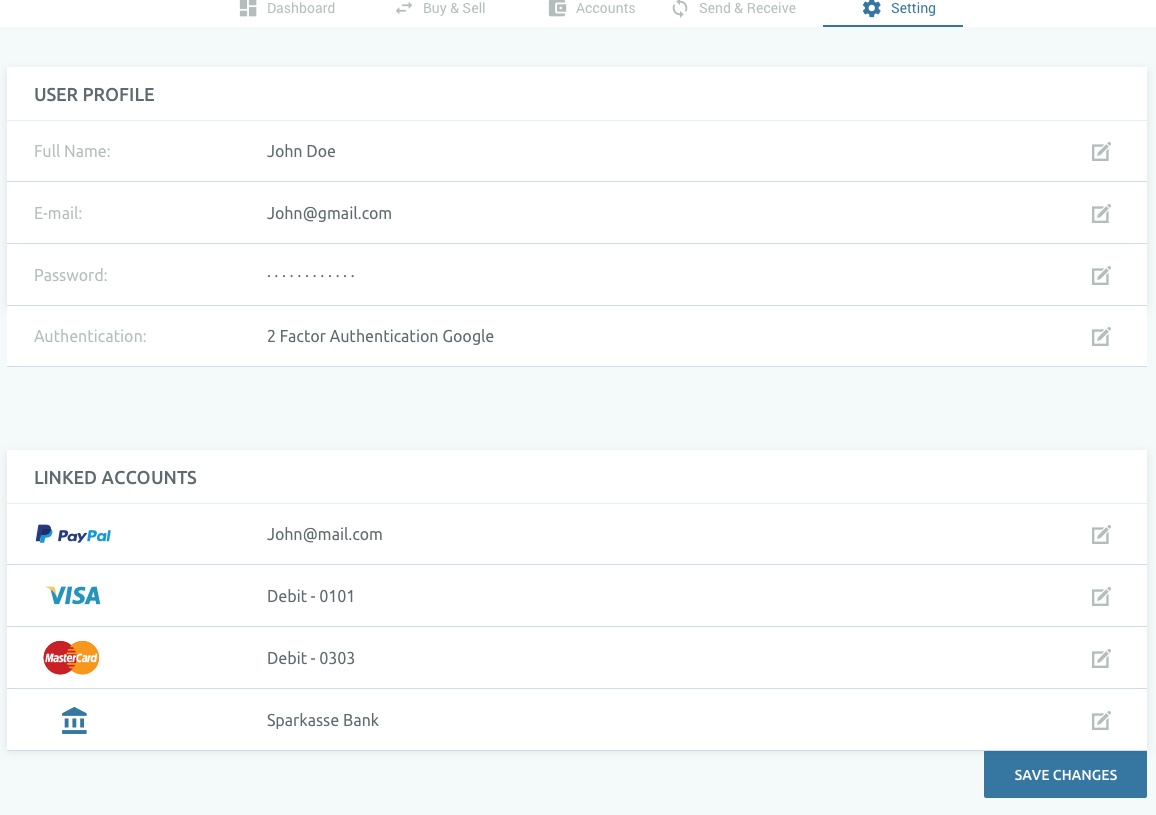 Dashboard Buy & Sell Accounts Send & Receive Setting
USER PROFILE
Full Name: John Doe
E-mail: John@gmail.com
Password: ············
Authentication: 2 Factor Authentication Google
LINKED ACCOUNTS
PayPal John@mail.com
VISA Debit - 0101
MasterCard Debit - 0303
Sparkasse Bank
SAVE CHANGES